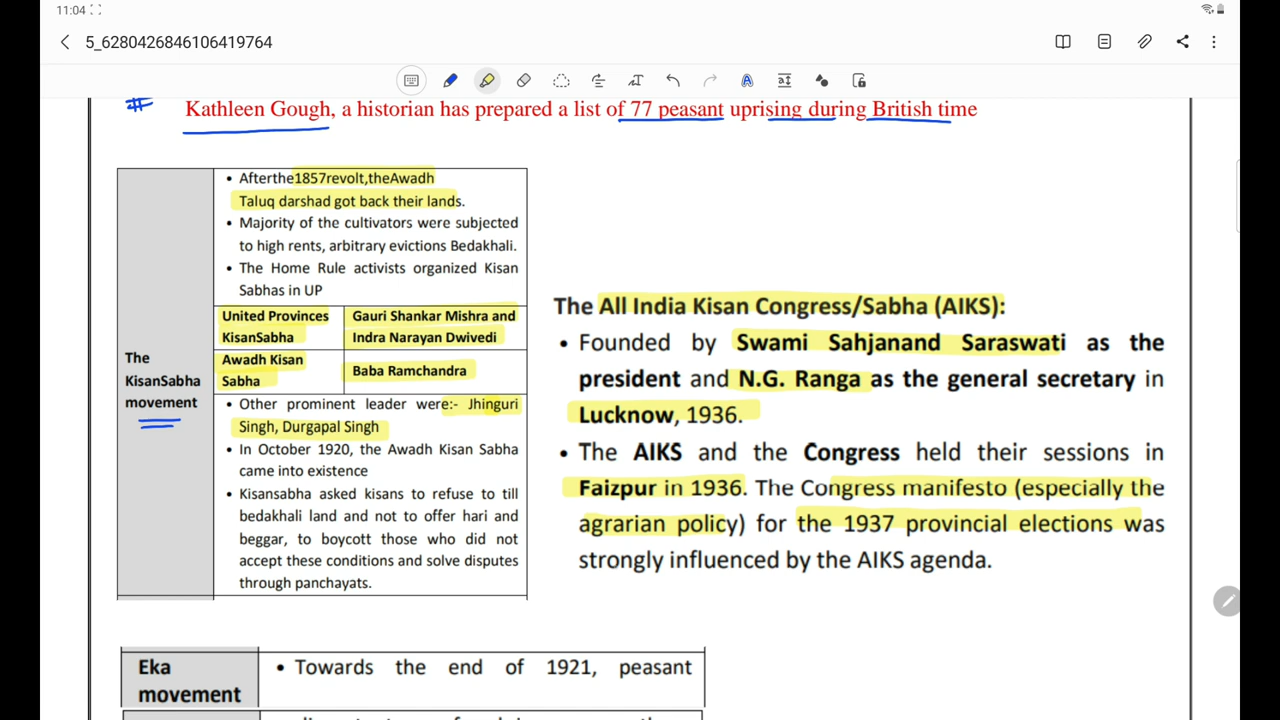 11:04
5_6280426846106419764
Kathleen Gough, a historian has prepared a list of 77 peasant uprising during British time
The
KisanSabha
movement
• Afterthe1857revolt,theAwadh
Taluq darshad got back their lands.
• Majority of the cultivators were subjected
to high rents, arbitrary evictions Bedakhali.
• The Home Rule activists organized Kisan
Sabhas in UP
United Provinces
KisanSabha
Gauri Shankar Mishra and
Indra Narayan Dwivedi
Awadh Kisan
Sabha
Baba Ramchandra
• Other prominent leader were:- Jhinguri
Singh, Durgapal Singh
• In October 1920, the Awadh Kisan Sabha
came into existence
• Kisansabha asked kisans to refuse to till
bedakhali land and not to offer hari and
beggar, to boycott those who did not
accept these conditions and solve disputes
through panchayats.
The All India Kisan Congress/Sabha (AIKS):
• Founded by Swami Sahjanand Saraswati as the
president and N.G. Ranga as the general secretary in
Lucknow, 1936.
• The AIKS and the Congress held their sessions in
Faizpur in 1936. The Congress manifesto (especially the
agrarian policy) for the 1937 provincial elections was
strongly influenced by the AIKS agenda.
Eka
movement
• Towards the end of 1921, peasant